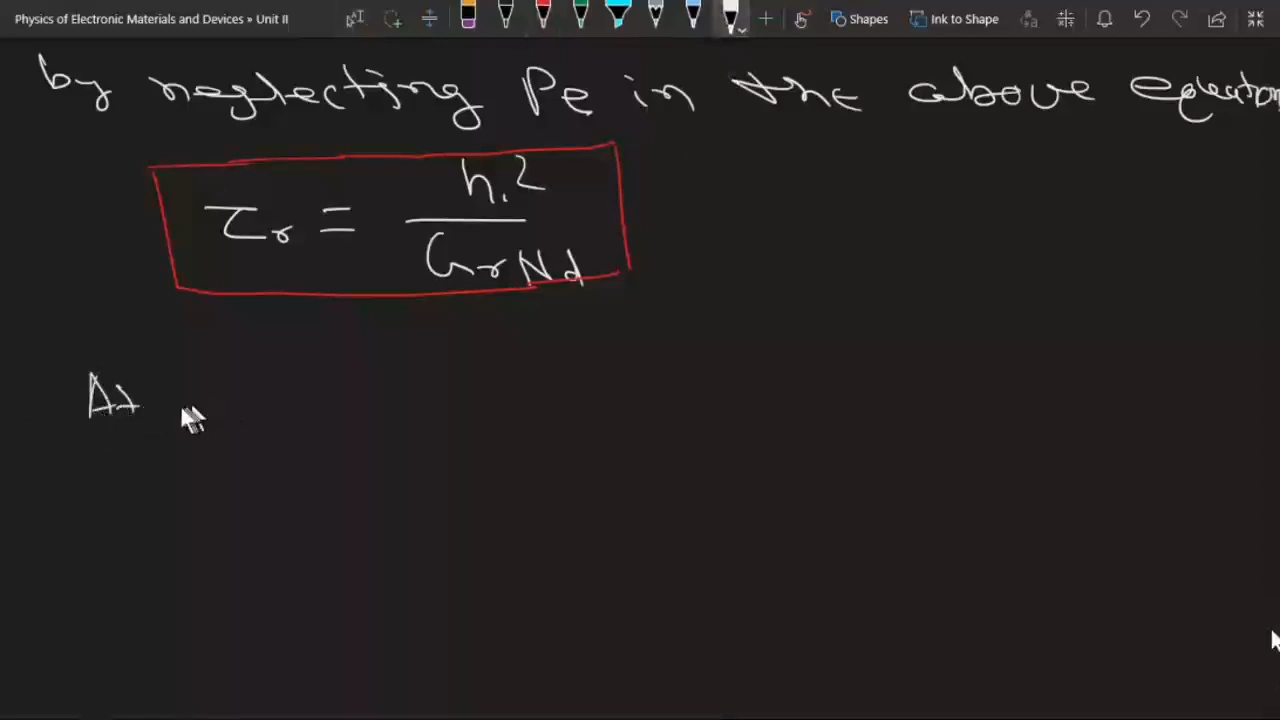 Physics of Electronic Materials and Devices » Unit II
Shapes
Ink to Shape
by neglecting Pe in the above equation
τr = ni² / GrNd
At